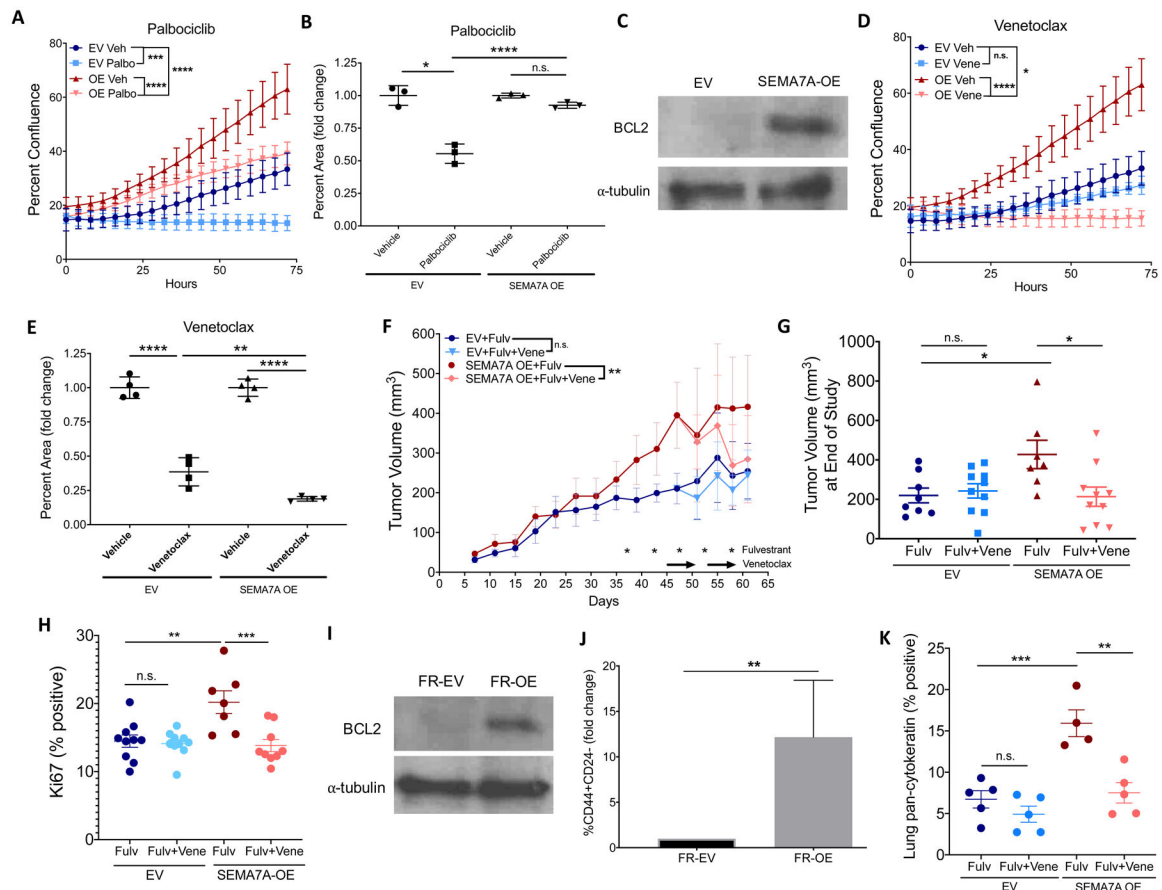 A
Palbociclib
80
60
40
20
0
Percent Confluence
EV Veh
EV Palbo
OE Veh
OE Palbo
***
****
****
0 25 50 75
Hours
B
Palbociclib
****
*
n.s.
1.25
1.00
0.75
0.50
0.25
0.00
Percent Area (fold change)
Vehicle
Palbociclib
Vehicle
Palbociclib
EV
SEMA7A OE
C
EV SEMA7A-OE
BCL2
α-tubulin
D
Venetoclax
80
60
40
20
0
Percent Confluence
EV Veh
EV Vene
OE Veh
OE Vene
n.s.
*
****
0 25 50 75
Hours
E
Venetoclax
**** **
****
1.25
1.00
0.75
0.50
0.25
0.00
Percent Area (fold change)
Vehicle
Venetoclax
Vehicle
Venetoclax
EV
SEMA7A OE
F
600
500
400
300
200
100
0
Tumor Volume (mm3)
EV+Fulv
EV+Fulv+Vene
SEMA7A OE+Fulv
SEMA7A OE+Fulv+Vene
n.s.
**
* * * * * Fulvestrant
Venetoclax
0 5 10 15 20 25 30 35 40 45 50 55 60 65
Days
G
n.s.
*
*
1200
1000
800
600
400
200
0
Tumor Volume (mm3)
at End of Study
Fulv Fulv+Vene Fulv Fulv+Vene
EV SEMA7A OE
H
** ***
n.s.
30
20
10
0
Ki67 (% positive)
Fulv Fulv+Vene Fulv Fulv+Vene
EV SEMA7A-OE
I
FR-EV FR-OE
BCL2
α-tubulin
J
**
20
15
10
5
0
%CD44+CD24- (fold change)
FR-EV FR-OE
K
*** **
n.s.
25
20
15
10
5
0
Lung pan-cytokeratin (% positive)
Fulv Fulv+Vene Fulv Fulv+Vene
EV SEMA7A OE